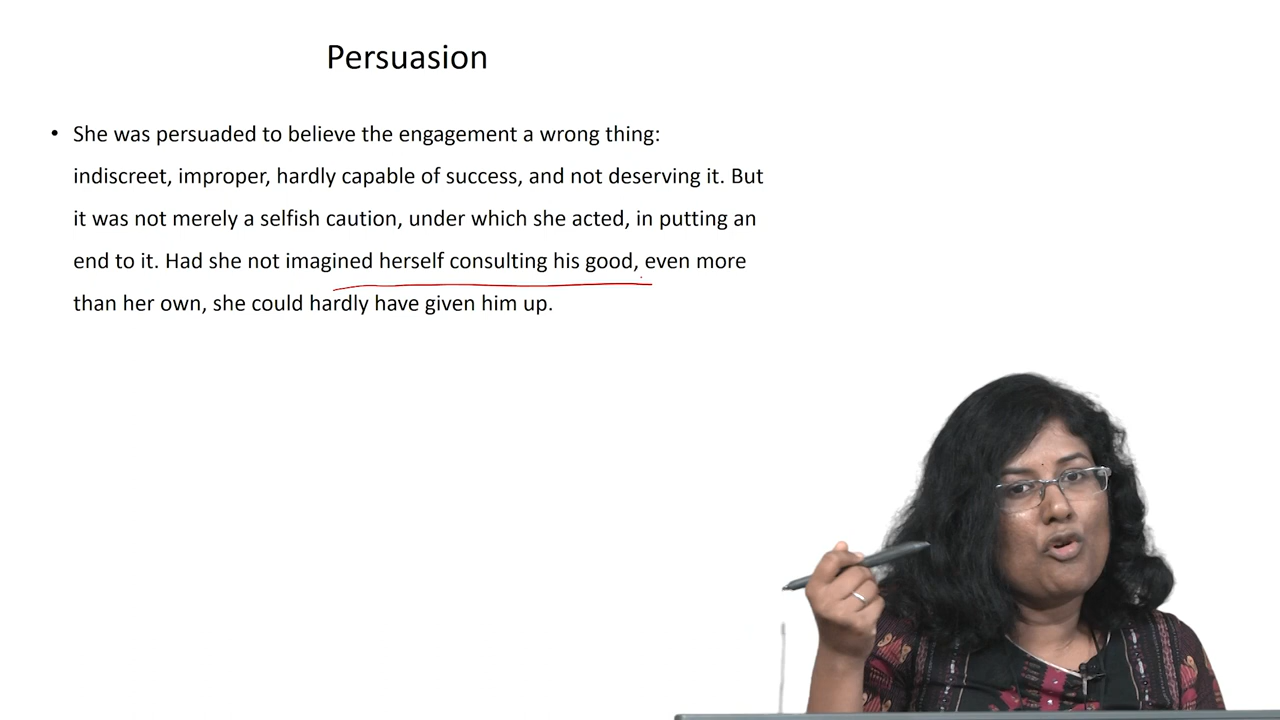 Persuasion
• She was persuaded to believe the engagement a wrong thing:
indiscreet, improper, hardly capable of success, and not deserving it. But
it was not merely a selfish caution, under which she acted, in putting an
end to it. Had she not imagined herself consulting his good, even more
than her own, she could hardly have given him up.